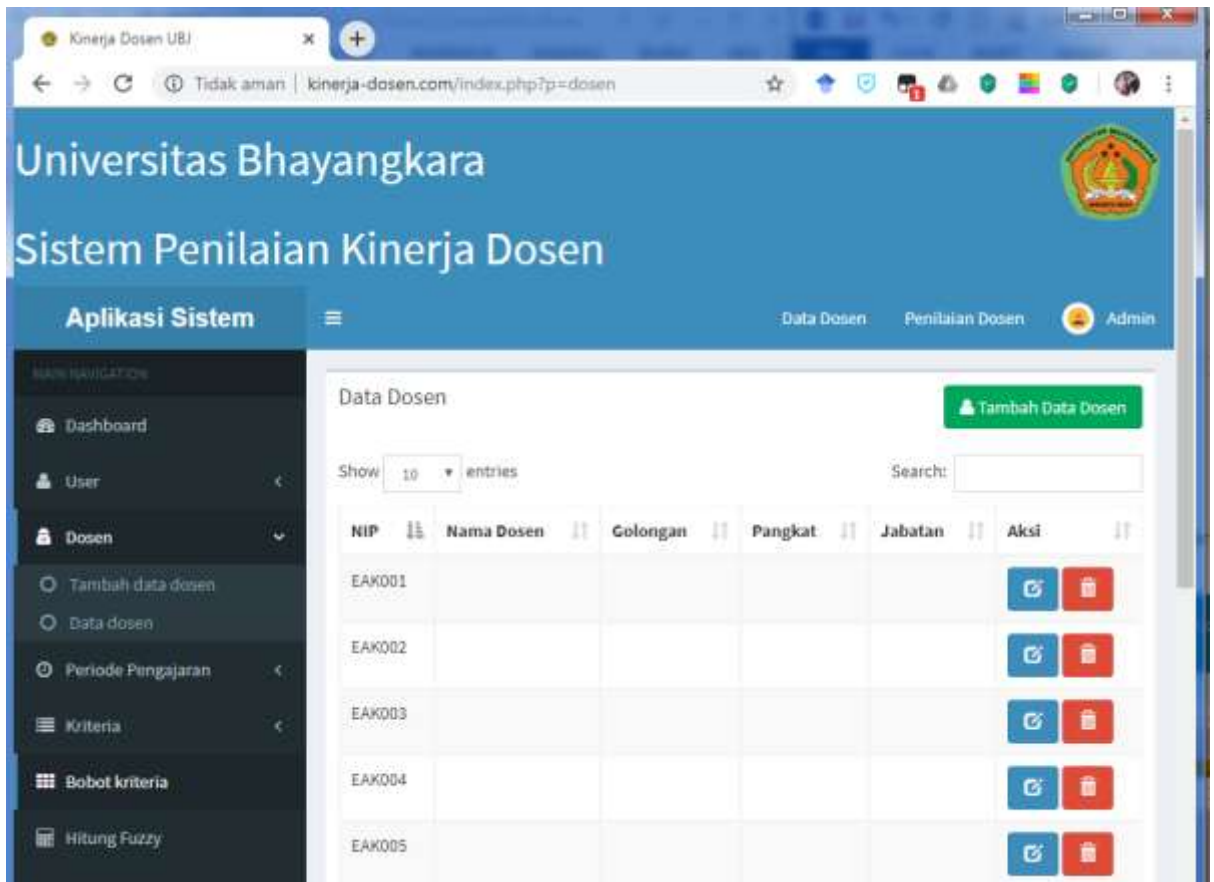 Kinerja Dosen UBJ
Tidak aman | kinerja-dosen.com/index.php?p=dosen
Universitas Bhayangkara
Sistem Penilaian Kinerja Dosen
Aplikasi Sistem
Data Dosen Penilaian Dosen Admin
MAIN NAVIGATION
Dashboard
User
Dosen
Tambah data dosen
Data dosen
Periode Pengajaran
Kriteria
Bobot kriteria
Hitung Fuzzy
Data Dosen
Tambah Data Dosen
Show 10 entries Search:
NIP Nama Dosen Golongan Pangkat Jabatan Aksi
EAK001
EAK002
EAK003
EAK004
EAK005